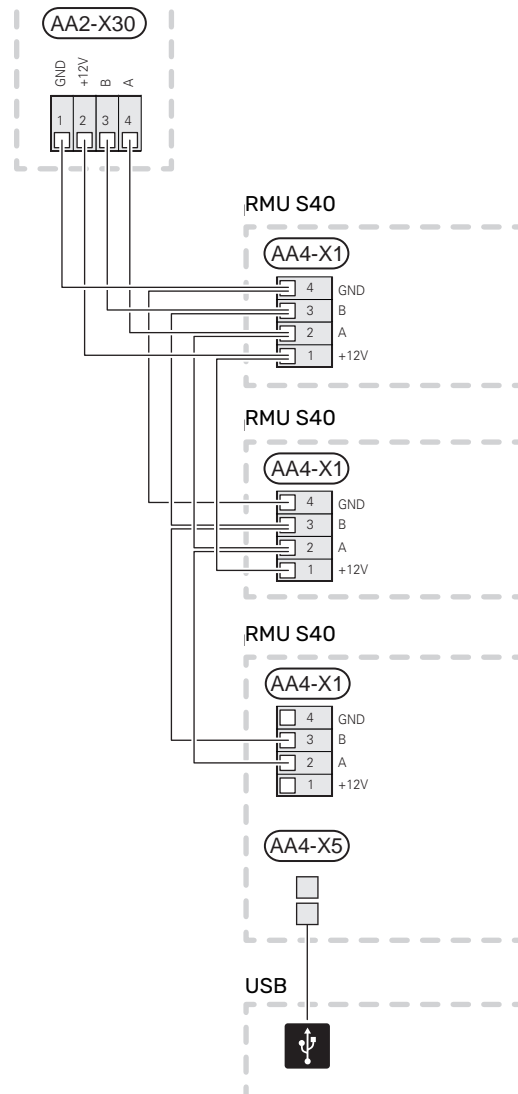 AA2-X30
GND +12V B A
1 2 3 4
RMU S40
AA4-X1
4 GND
3 B
2 A
1 +12V
RMU S40
AA4-X1
4 GND
3 B
2 A
1 +12V
RMU S40
AA4-X1
4 GND
3 B
2 A
1 +12V
AA4-X5
USB